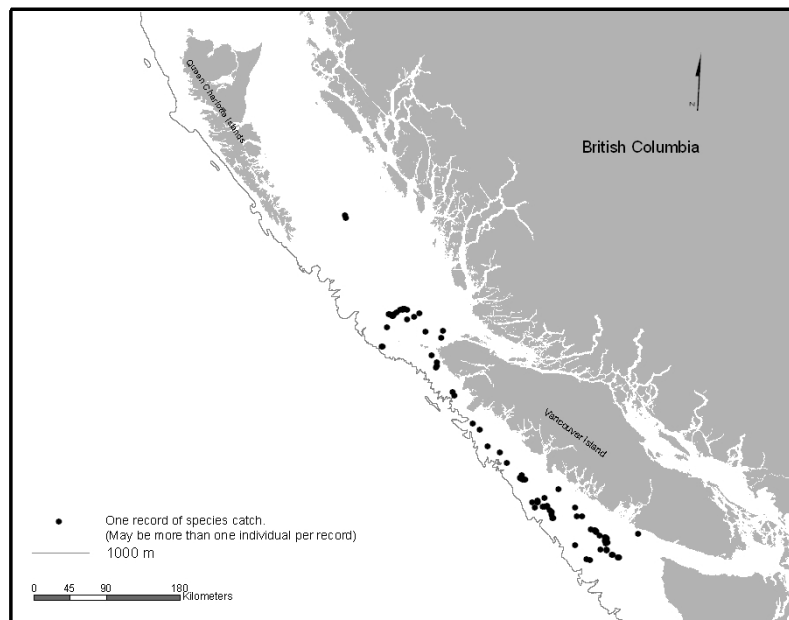 Queen Charlotte Islands
N
British Columbia
Vancouver Island
One record of species catch.
(May be more than one individual per record)
1000 m
0 45 90 180
Kilometers